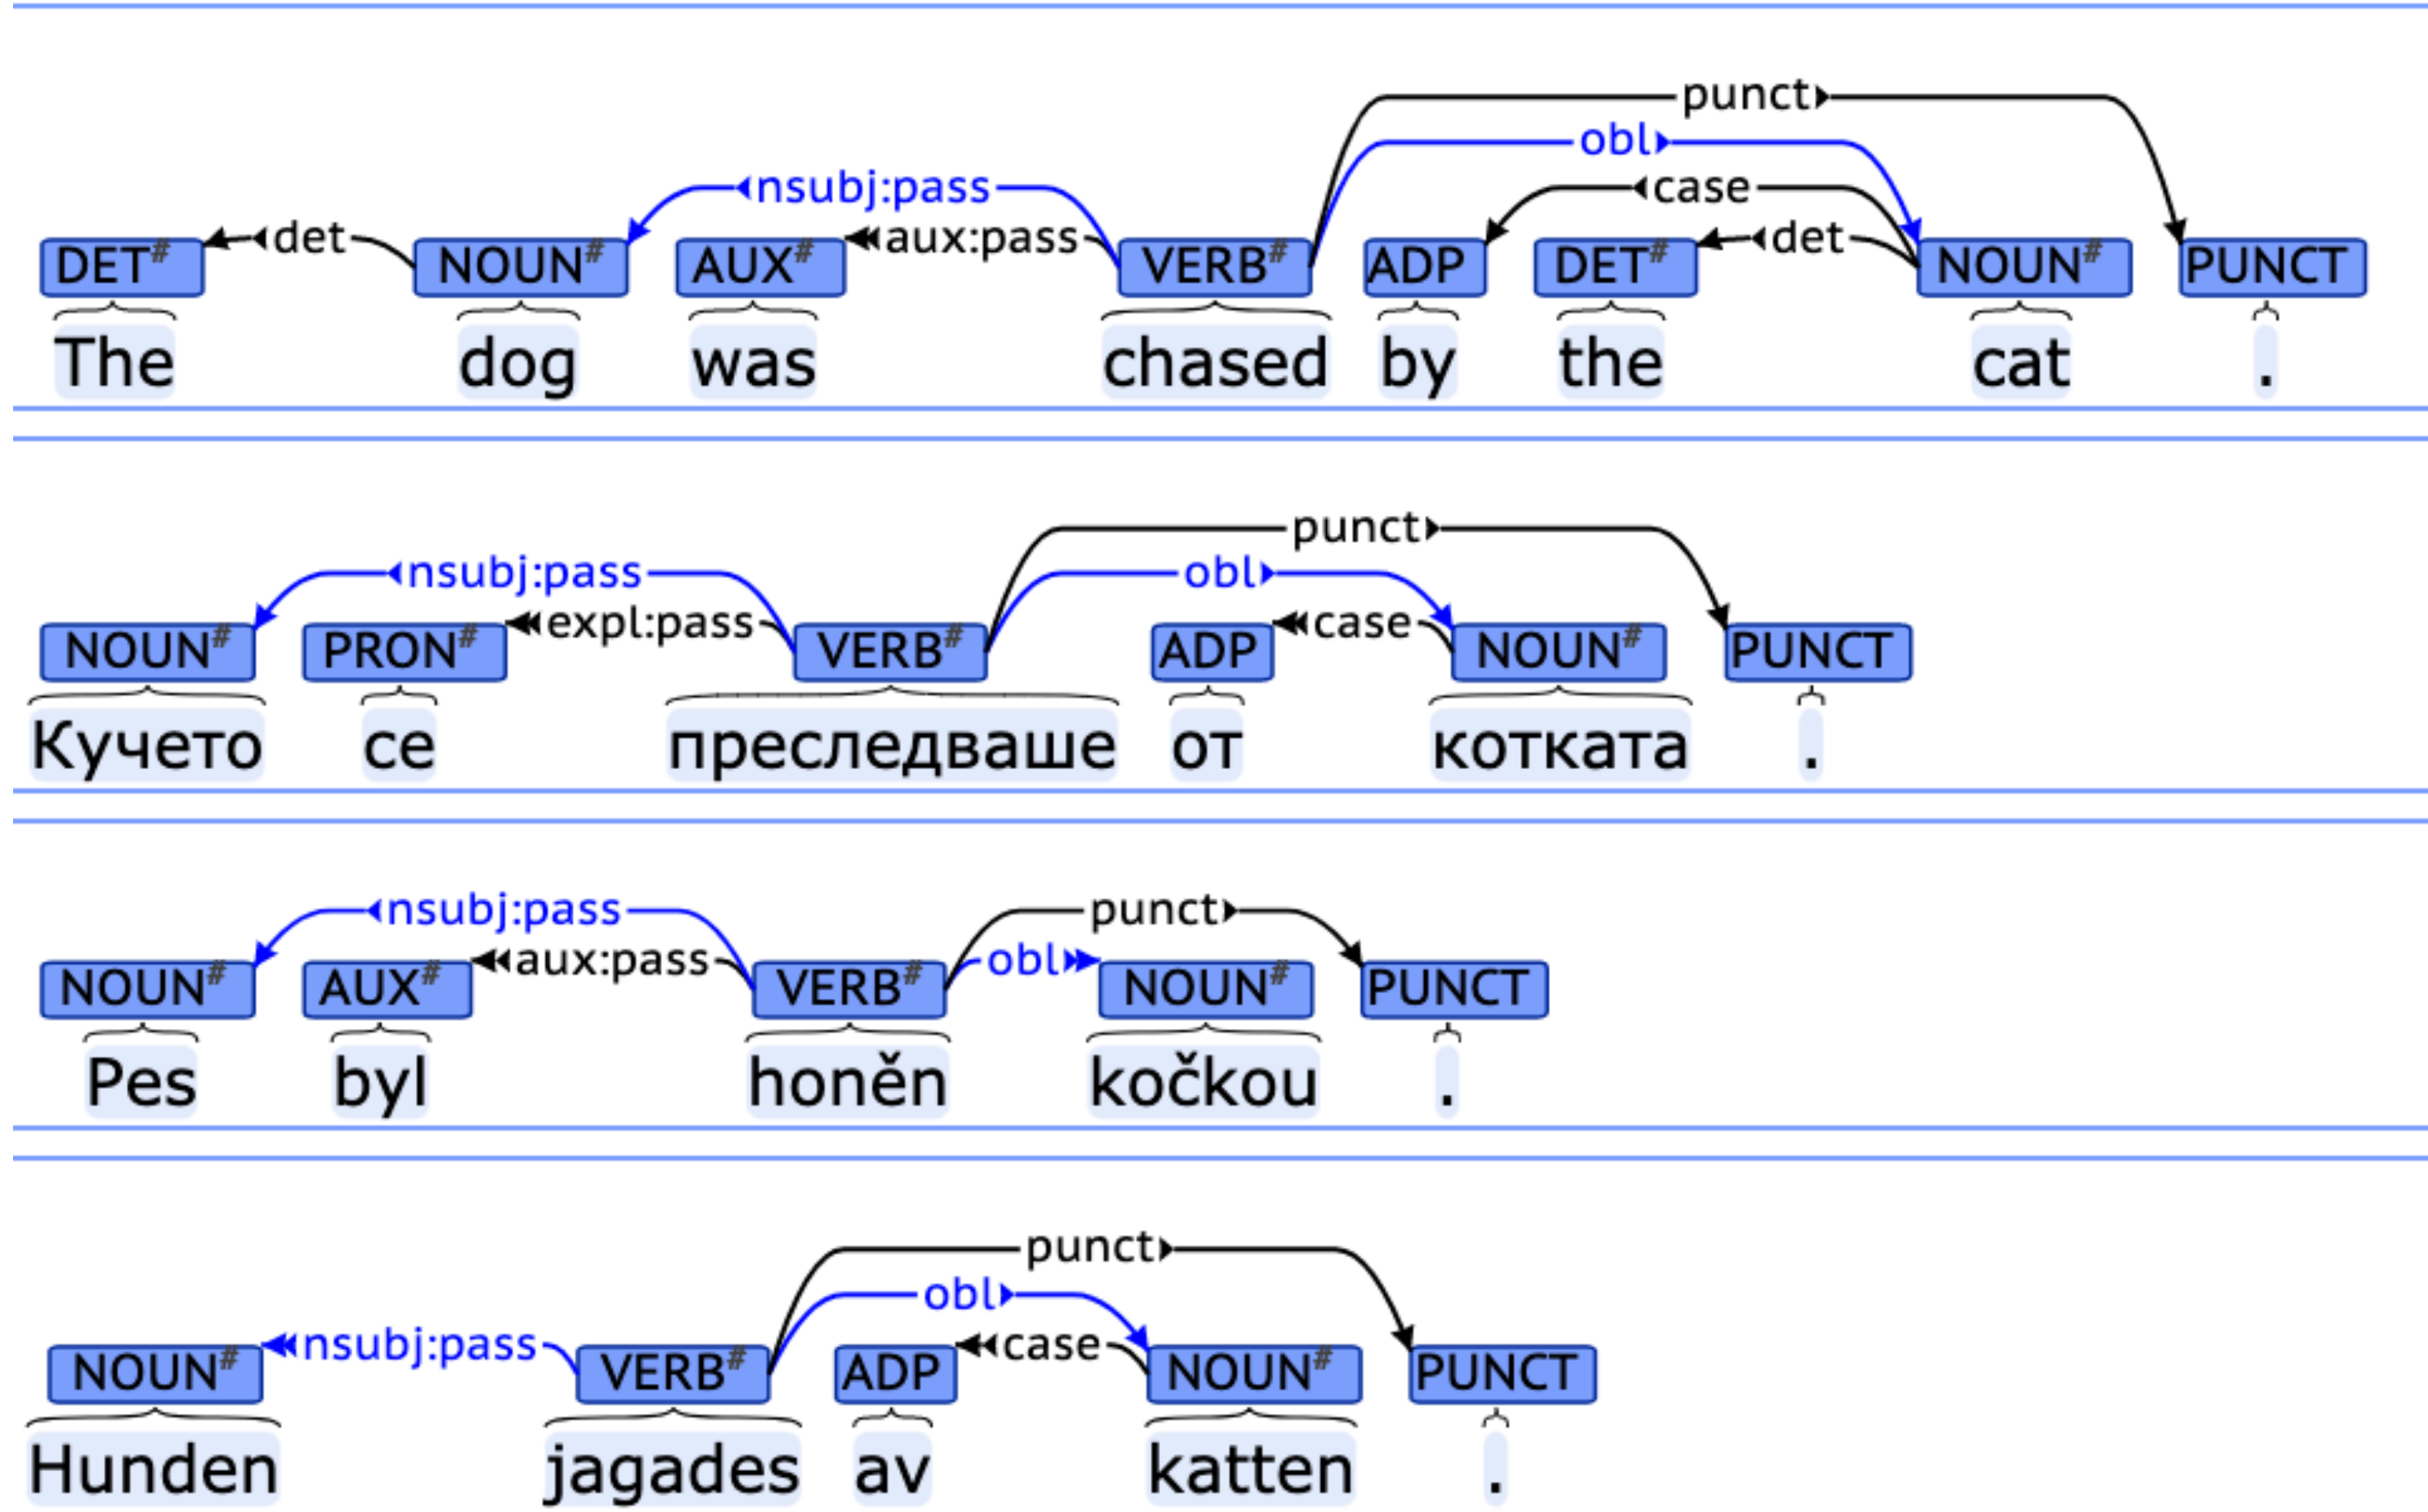 punct
obl
nsubj:pass case
det aux:pass det
DET# NOUN# AUX# VERB# ADP DET# NOUN# PUNCT
The dog was chased by the cat .
punct
nsubj:pass obl
expl:pass case
NOUN# PRON# VERB# ADP NOUN# PUNCT
Кучето се преследваше от котката .
nsubj:pass punct
aux:pass obl
NOUN# AUX# VERB# NOUN# PUNCT
Pes byl honěn kočkou .
punct
obl
nsubj:pass case
NOUN# VERB# ADP NOUN# PUNCT
Hunden jagades av katten .